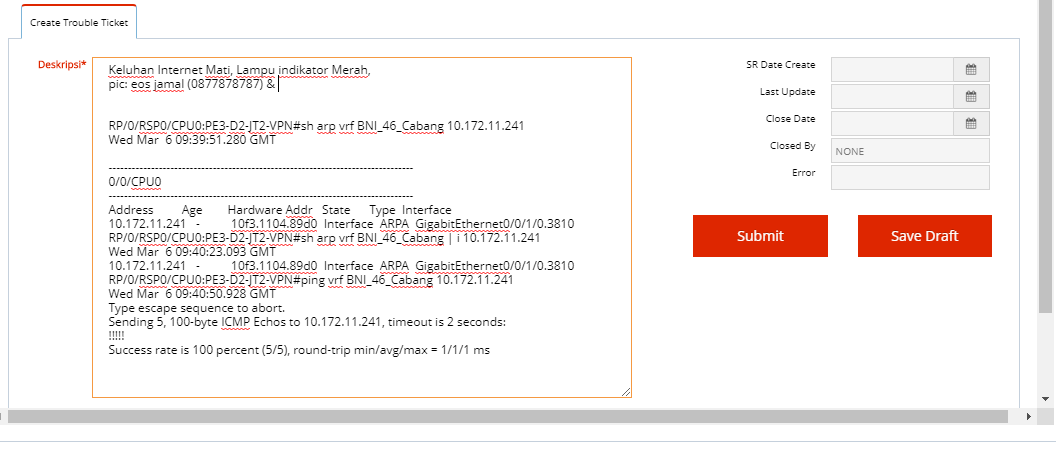 Create Trouble Ticket
Deskripsi*
Keluhan Internet Mati, Lampu indikator Merah,
pic: eos jamal (0877878787) &
RP/0/RSP0/CPU0:PE3-D2-JT2-VPN#sh arp vrf BNI_46_Cabang 10.172.11.241
Wed Mar  6 09:39:51.280 GMT
-------------------------------------------------------------------------------
0/0/CPU0
-------------------------------------------------------------------------------
Address         Age        Hardware Addr   State      Type  Interface
10.172.11.241   -          10f3.1104.89d0  Interface  ARPA  GigabitEthernet0/0/1/0.3810
RP/0/RSP0/CPU0:PE3-D2-JT2-VPN#sh arp vrf BNI_46_Cabang | i 10.172.11.241
Wed Mar  6 09:40:23.093 GMT
10.172.11.241   -          10f3.1104.89d0  Interface  ARPA  GigabitEthernet0/0/1/0.3810
RP/0/RSP0/CPU0:PE3-D2-JT2-VPN#ping vrf BNI_46_Cabang 10.172.11.241
Wed Mar  6 09:40:50.928 GMT
Type escape sequence to abort.
Sending 5, 100-byte ICMP Echos to 10.172.11.241, timeout is 2 seconds:
!!!!!
Success rate is 100 percent (5/5), round-trip min/avg/max = 1/1/1 ms
SR Date Create
Last Update
Close Date
Closed By
NONE
Error
Submit
Save Draft